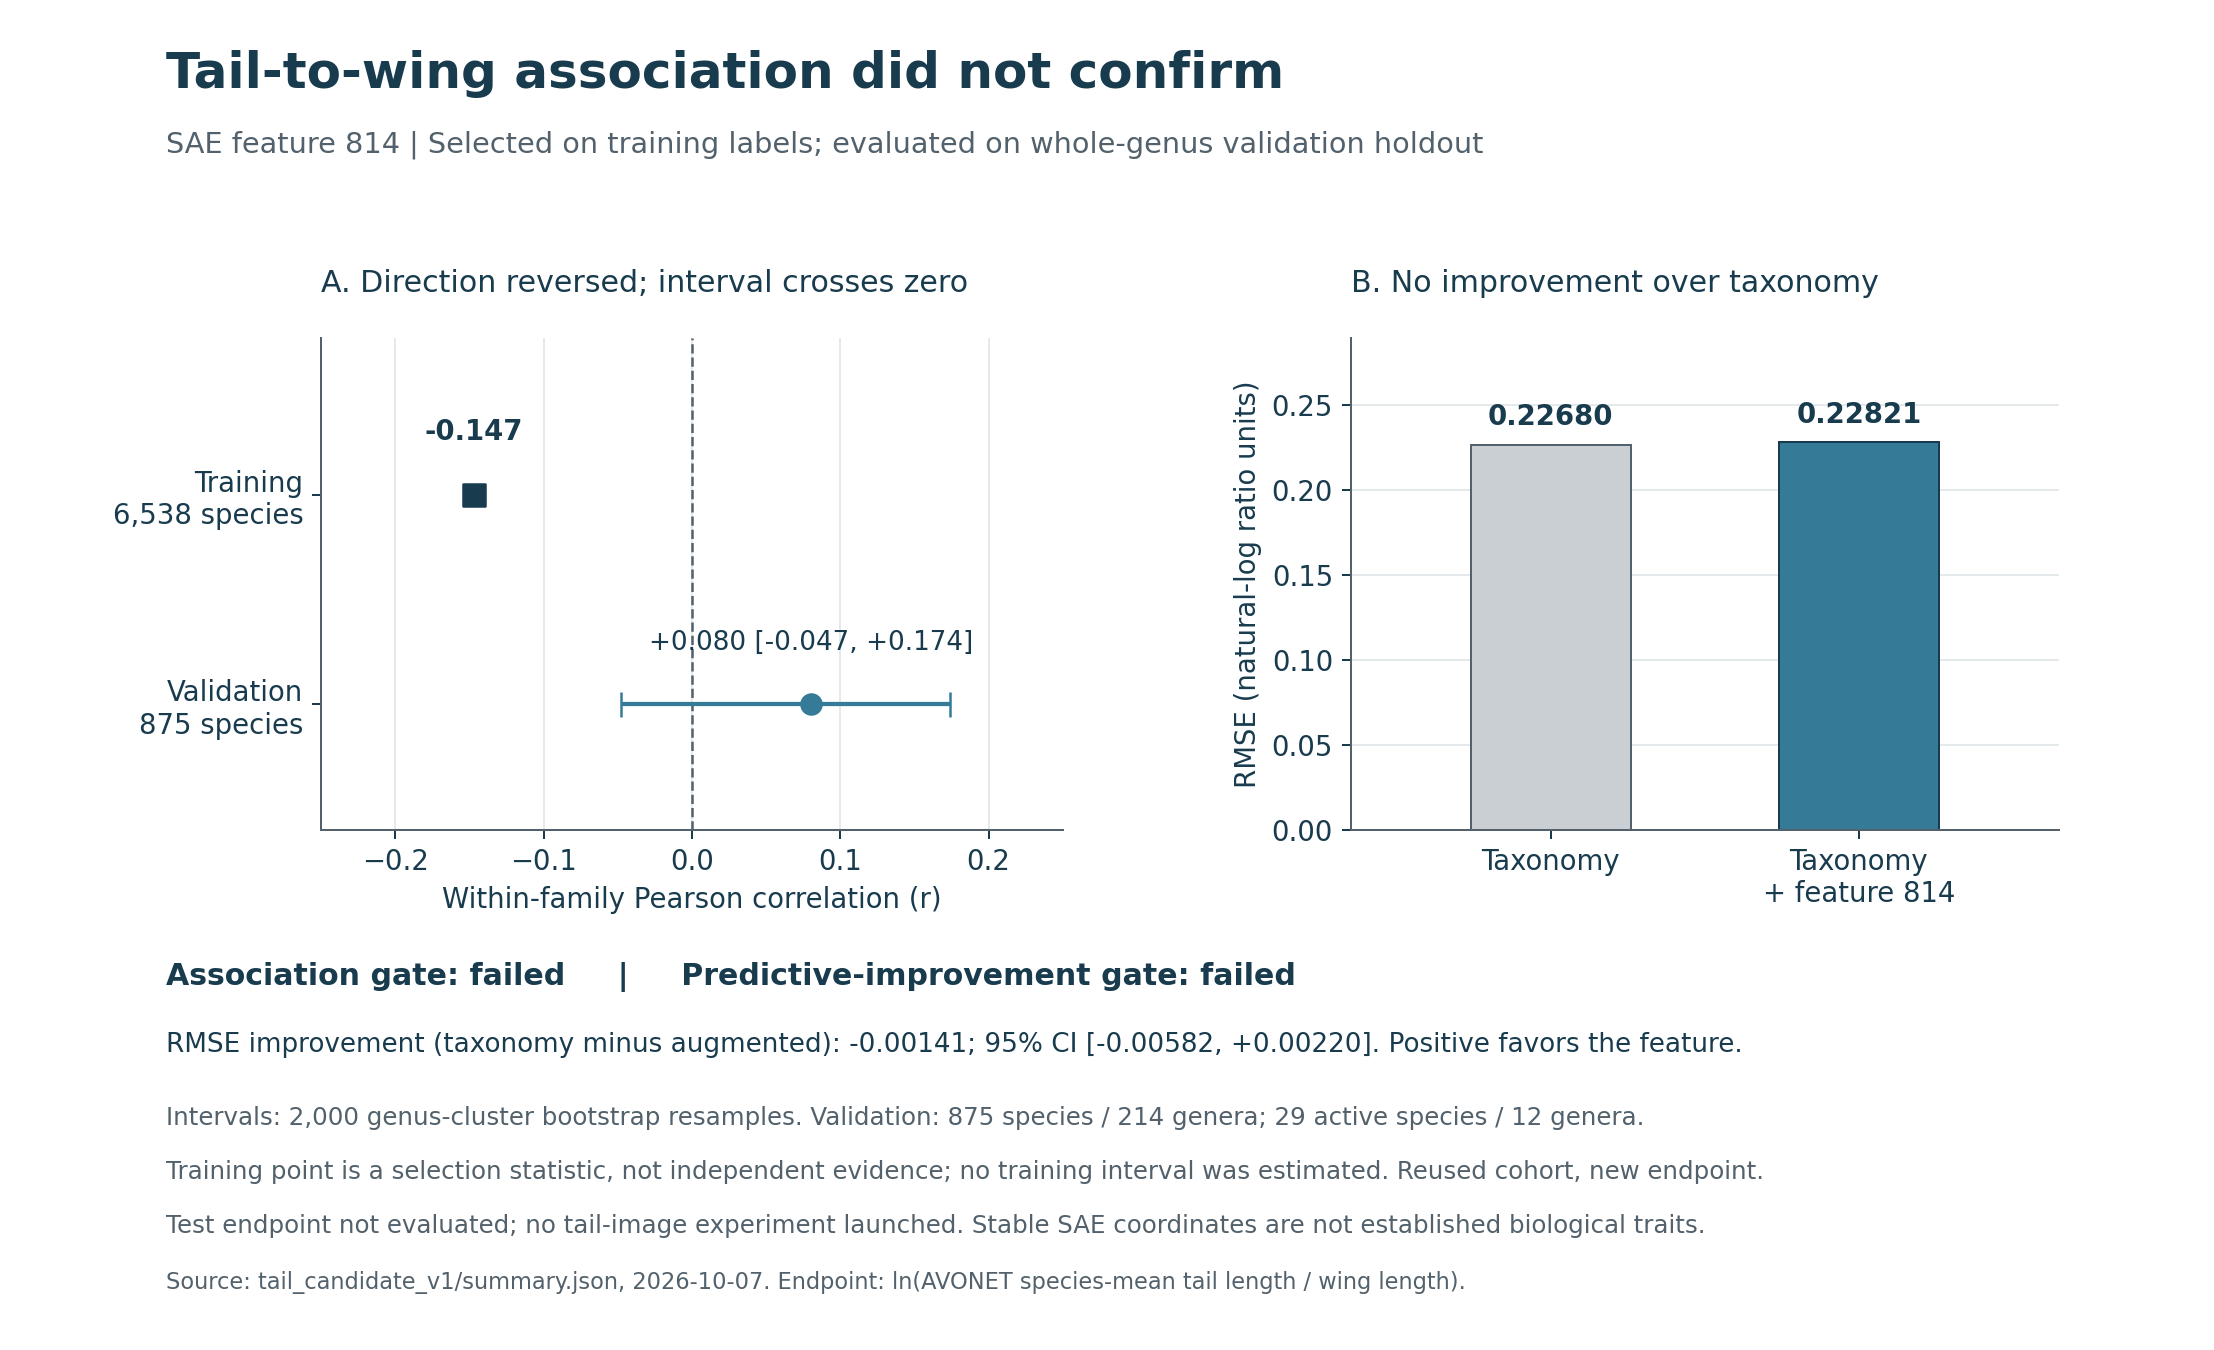 Tail-to-wing association did not confirm
SAE feature 814 | Selected on training labels; evaluated on whole-genus validation holdout
A. Direction reversed; interval crosses zero
-0.147
Training
6,538 species
+0.080 [-0.047, +0.174]
Validation
875 species
−0.2
−0.1
0.0
0.1
0.2
Within-family Pearson correlation (r)
B. No improvement over taxonomy
RMSE (natural-log ratio units)
0.25
0.20
0.15
0.10
0.05
0.00
0.22680
0.22821
Taxonomy
Taxonomy
+ feature 814
Association gate: failed | Predictive-improvement gate: failed
RMSE improvement (taxonomy minus augmented): -0.00141; 95% CI [-0.00582, +0.00220]. Positive favors the feature.
Intervals: 2,000 genus-cluster bootstrap resamples. Validation: 875 species / 214 genera; 29 active species / 12 genera.
Training point is a selection statistic, not independent evidence; no training interval was estimated. Reused cohort, new endpoint.
Test endpoint not evaluated; no tail-image experiment launched. Stable SAE coordinates are not established biological traits.
Source: tail_candidate_v1/summary.json, 2026-10-07. Endpoint: ln(AVONET species-mean tail length / wing length).